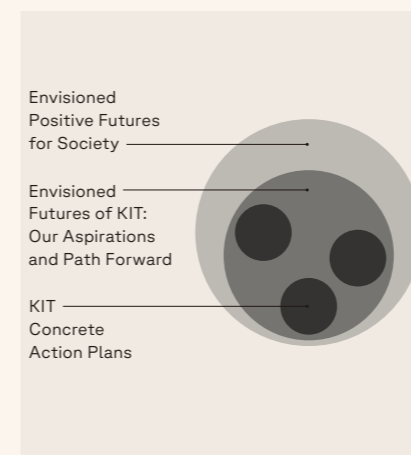 Envisioned
Positive Futures
for Society
Envisioned
Futures of KIT:
Our Aspirations
and Path Forward
KIT
Concrete
Action Plans